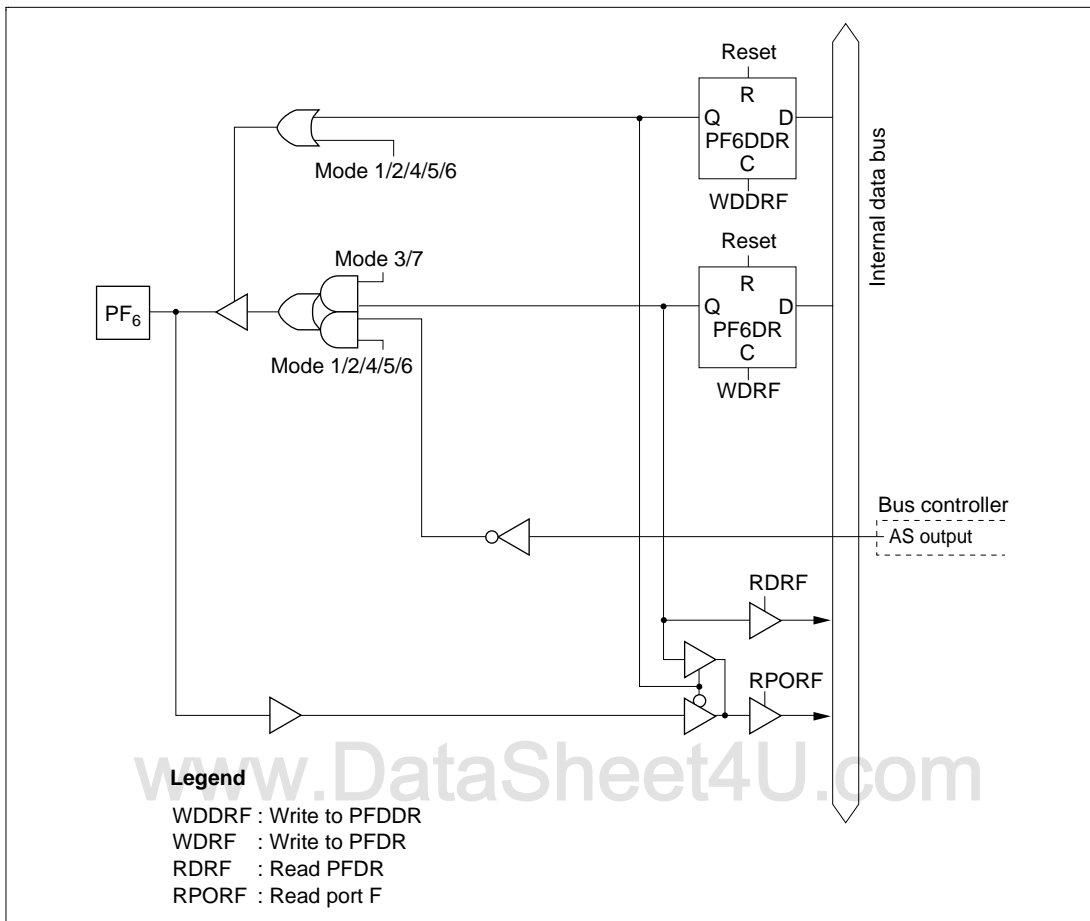 Reset
R
Q D
PF6DDR
C
WDDRF
Mode 1/2/4/5/6
Internal data bus
Reset
R
Q D
PF6DR
C
WDRF
Mode 3/7
PF6
Mode 1/2/4/5/6
Bus controller
AS output
RDRF
RPORF
www.DataSheet4U.com
Legend
WDDRF : Write to PFDDR
WDRF : Write to PFDR
RDRF : Read PFDR
RPORF : Read port F